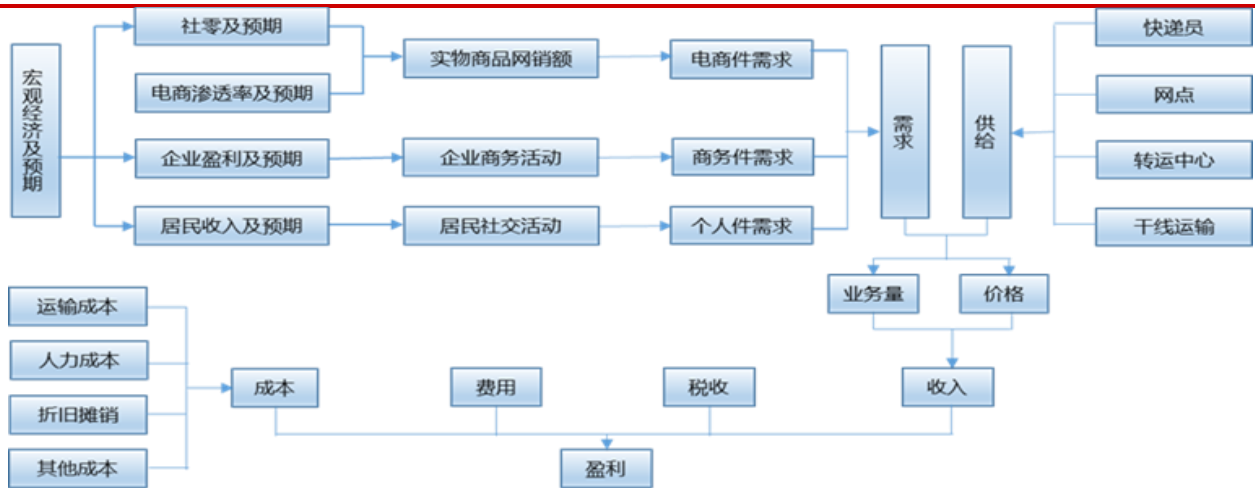 社零及预期
快递员
宏观经济及预期
实物商品网销额
电商件需求
电商渗透率及预期
需求
供给
网点
企业盈利及预期
企业商务活动
商务件需求
转运中心
居民收入及预期
居民社交活动
个人件需求
干线运输
业务量
价格
运输成本
人力成本
成本
费用
税收
收入
折旧摊销
其他成本
盈利